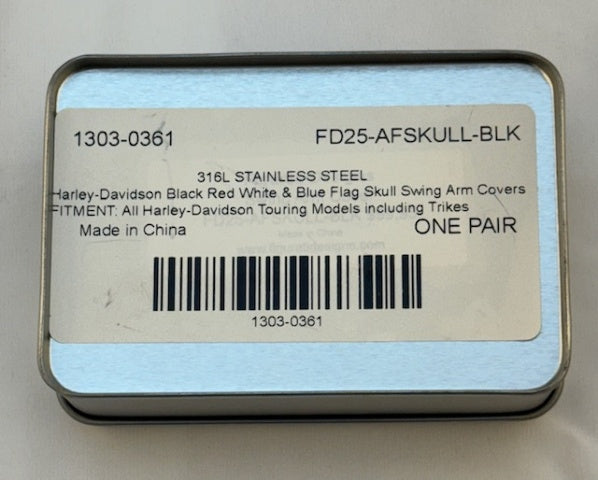 1303-0361 FD25-AFSKULL-BLK
316L STAINLESS STEEL
Harley-Davidson Black Red White & Blue Flag Skull Swing Arm Covers
FITMENT: All Harley-Davidson Touring Models including Trikes
Made in China ONE PAIR
1303-0361